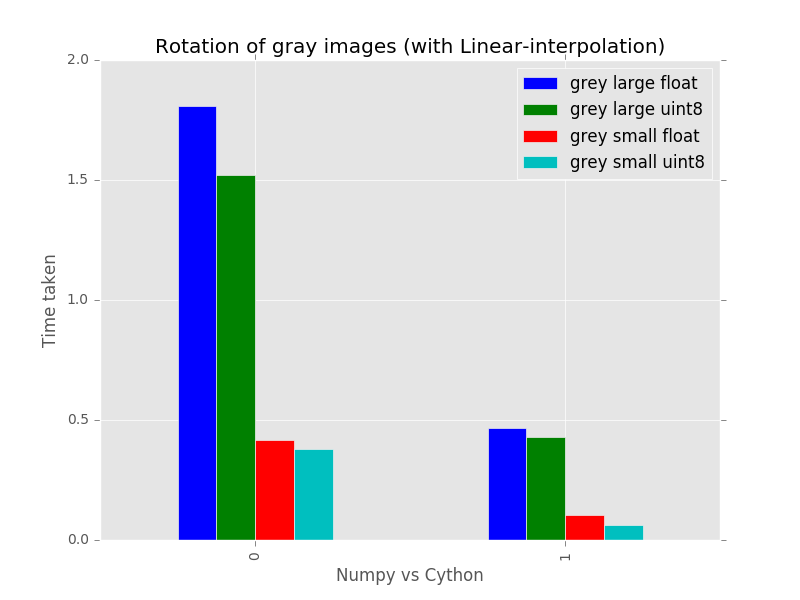 Rotation of gray images (with Linear-interpolation)
2.0
1.5
1.0
0.5
0.0
Time taken
grey large float
grey large uint8
grey small float
grey small uint8
0
1
Numpy vs Cython